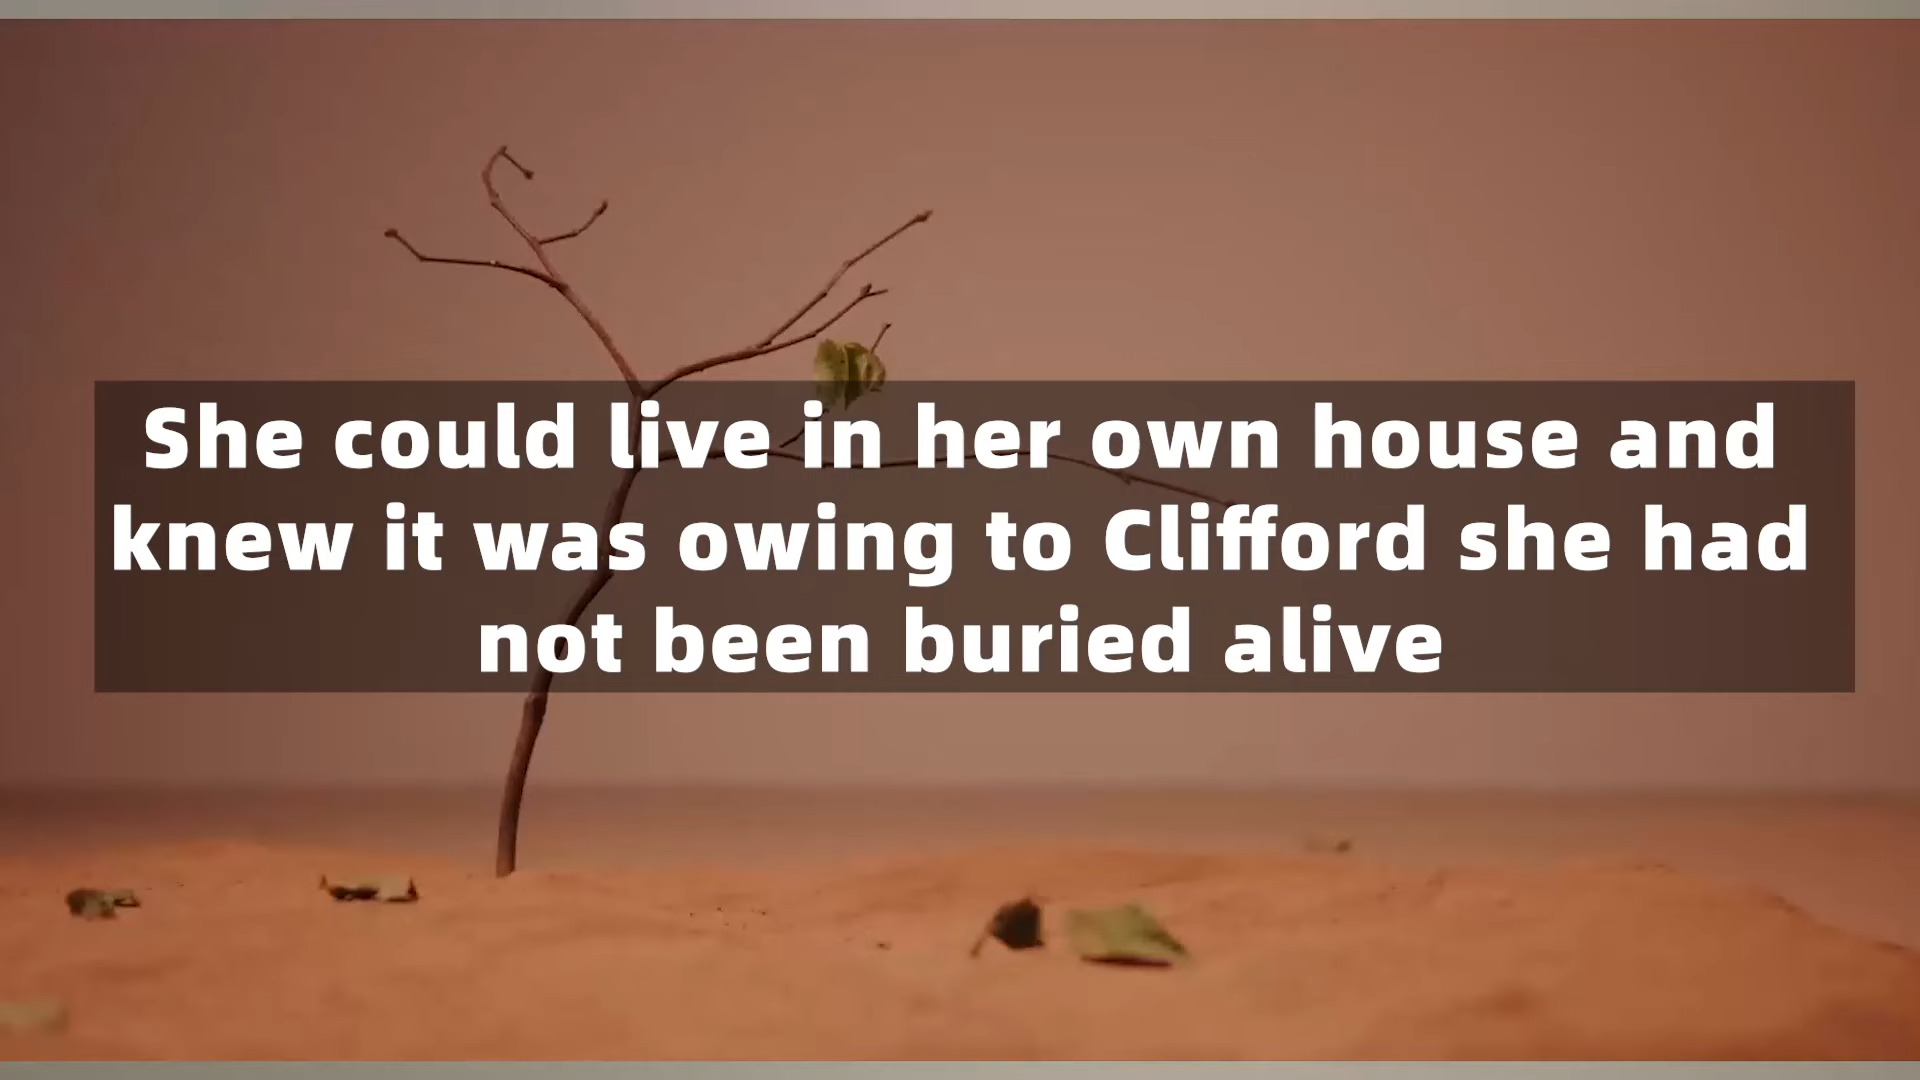 She could live in her own house and
knew it was owing to Clifford she had
not been buried alive